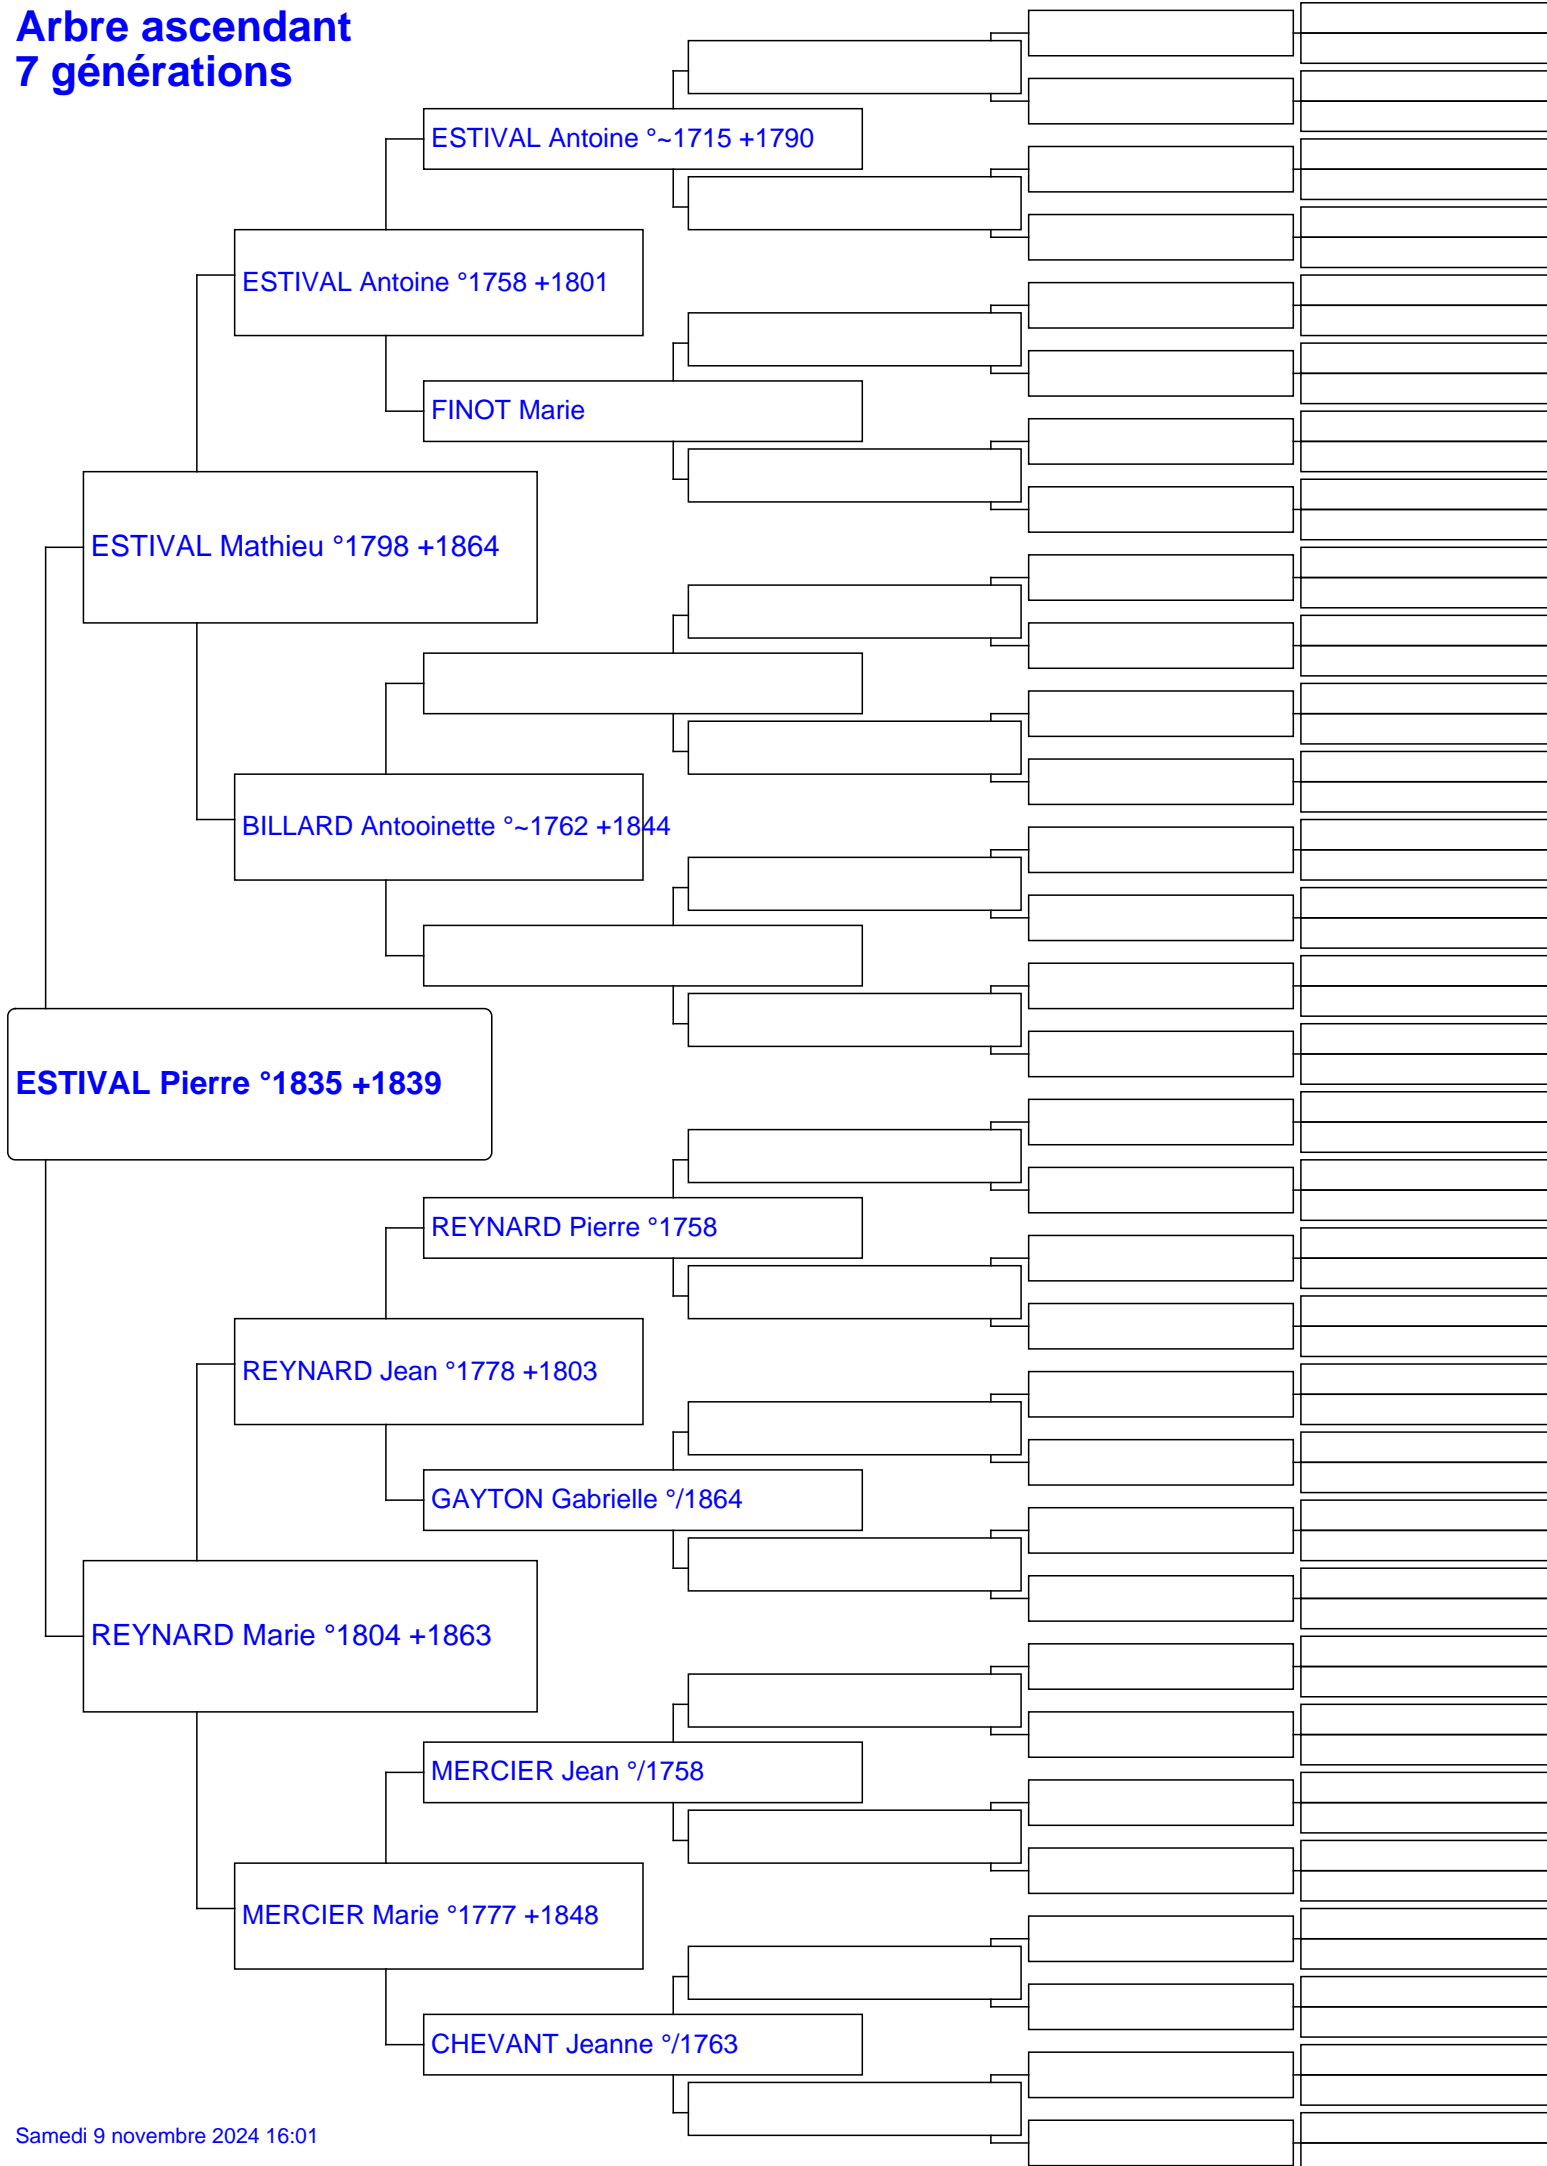 Arbre ascendant
7 générations
ESTIVAL Antoine °~1715 +1790
ESTIVAL Antoine °1758 +1801
FINOT Marie
ESTIVAL Mathieu °1798 +1864
BILLARD Antooinette °~1762 +1844
ESTIVAL Pierre °1835 +1839
REYNARD Pierre °1758
REYNARD Jean °1778 +1803
GAYTON Gabrielle °/1864
REYNARD Marie °1804 +1863
MERCIER Jean °/1758
MERCIER Marie °1777 +1848
CHEVANT Jeanne °/1763
Samedi 9 novembre 2024 16:01